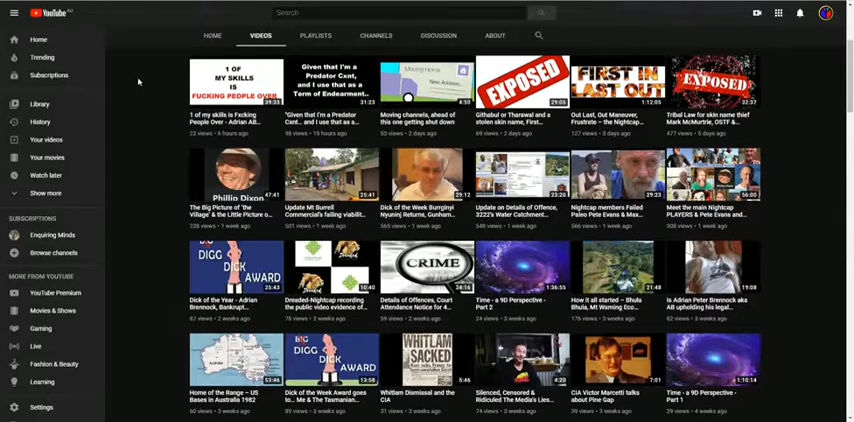 YouTube AU
Search
Home
Trending
Subscriptions
Library
History
Your videos
Your movies
Watch later
Show more
SUBSCRIPTIONS
Enquiring Minds
Browse channels
MORE FROM YOUTUBE
YouTube Premium
Movies & Shows
Gaming
Live
Fashion & Beauty
Learning
Settings
HOME VIDEOS PLAYLISTS CHANNELS DISCUSSION ABOUT
1 OF
MY SKILLS
IS
FUCKING PEOPLE OVER
39:33
1 of my skills is Fxcking
People Over - Adrian AB...
22 views • 6 hours ago
Given that I'm a
Predator Cxnt,
and I use that as a
Term of Endearment...
31:23
"Given that I'm a Predator
Cxnt... and I use that as a...
98 views • 19 hours ago
Moving Home
New Address...
4:50
Moving channels, ahead of
this one getting shut down
53 views • 2 days ago
EXPOSED
29:05
Githabul or Tharawal and a
stolen skin name, First...
69 views • 2 days ago
FIRST IN
LAST OUT
1:12:05
Out Last, Out Maneuver,
Frustrate - the Nightcap...
127 views • 3 days ago
EXPOSED
32:37
Tribal Law for skin name thief
Mark McMurtrie, OSTF &...
477 views • 5 days ago
Phillip Dixon
47:41
The Big Picture of 'the
Village' & the Little Picture o...
228 views • 1 week ago
25:41
Update Mt Burrell
Commercial's failing viabilit...
501 views • 1 week ago
29:12
Dick of the Week Burrginyi
Nyuninj Returns, Gunham...
565 views • 1 week ago
23:20
Update on Details of Offence,
3222's Water Catchment...
548 views • 1 week ago
29:23
Nightcap members Failed
Paleo Pete Evans & Max...
566 views • 1 week ago
56:00
Meet the main Nightcap
PLAYERS & Pete Evans and...
308 views • 1 week ago
DIGG
DICK
AWARD
25:43
Dick of the Year - Adrian
Brennock, Bankrupt...
67 views • 2 weeks ago
Dreaded
10:40
Dreaded-Nightcap recording
the public video evidence of...
78 views • 2 weeks ago
CRIME
24:16
Details of Offences, Court
Attendance Notice for 4...
236 views • 2 weeks ago
1:36:55
Time - a 9D Perspective -
Part 2
24 views • 3 weeks ago
21:48
How it all started – Bhula
Bhula, Mt Warning Eco...
176 views • 3 weeks ago
19:08
Is Adrian Peter Brennock aka
AB upholding his legal...
156 views • 3 weeks ago
53:46
Home of the Range – US
Bases in Australia 1982
60 views • 3 weeks ago
BIG
DIGG
DICK
AWARD
13:58
Dick of the Week Award goes
to... Me & The Tasmanian...
89 views • 3 weeks ago
WHITLAM
SACKED
5:46
Whitlam Dismissal and the
CIA
31 views • 3 weeks ago
4:20
Silenced, Censored &
Ridiculed The Media's Lies...
74 views • 3 weeks ago
7:01
CIA Victor Marcetti talks
about Pine Gap
1:10:14
Time - a 9D Perspective -
Part 1
29 views • 4 weeks ago